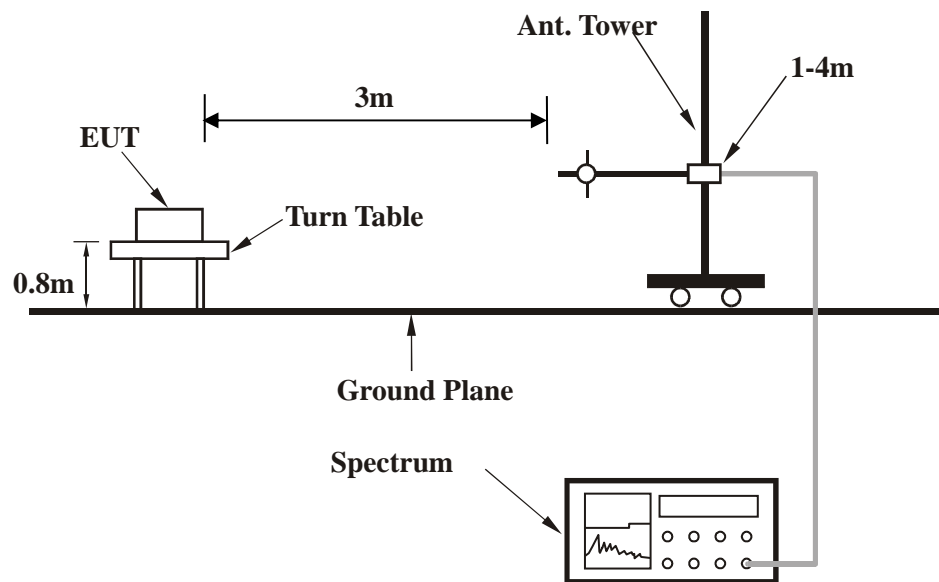 Ant. Tower
1-4m
3m
EUT
Turn Table
0.8m
Ground Plane
Spectrum